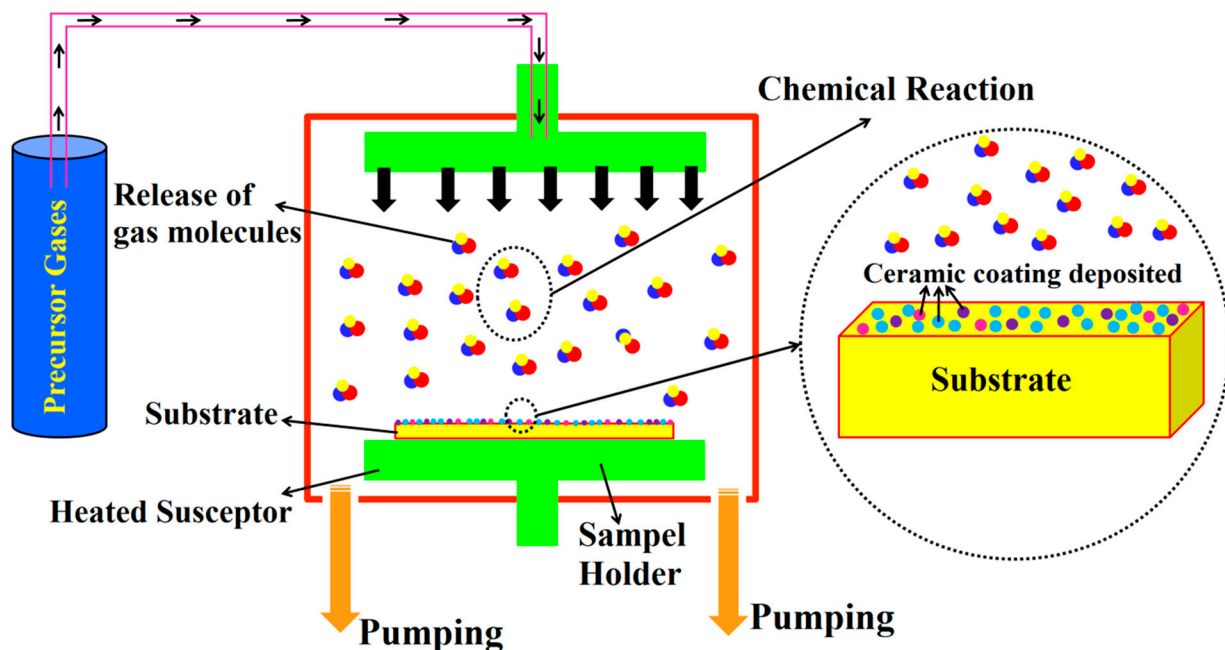 Chemical Reaction
Precursor Gases
Release of
gas molecules
Ceramic coating deposited
Substrate
Substrate
Heated Susceptor
Sampel
Holder
Pumping
Pumping